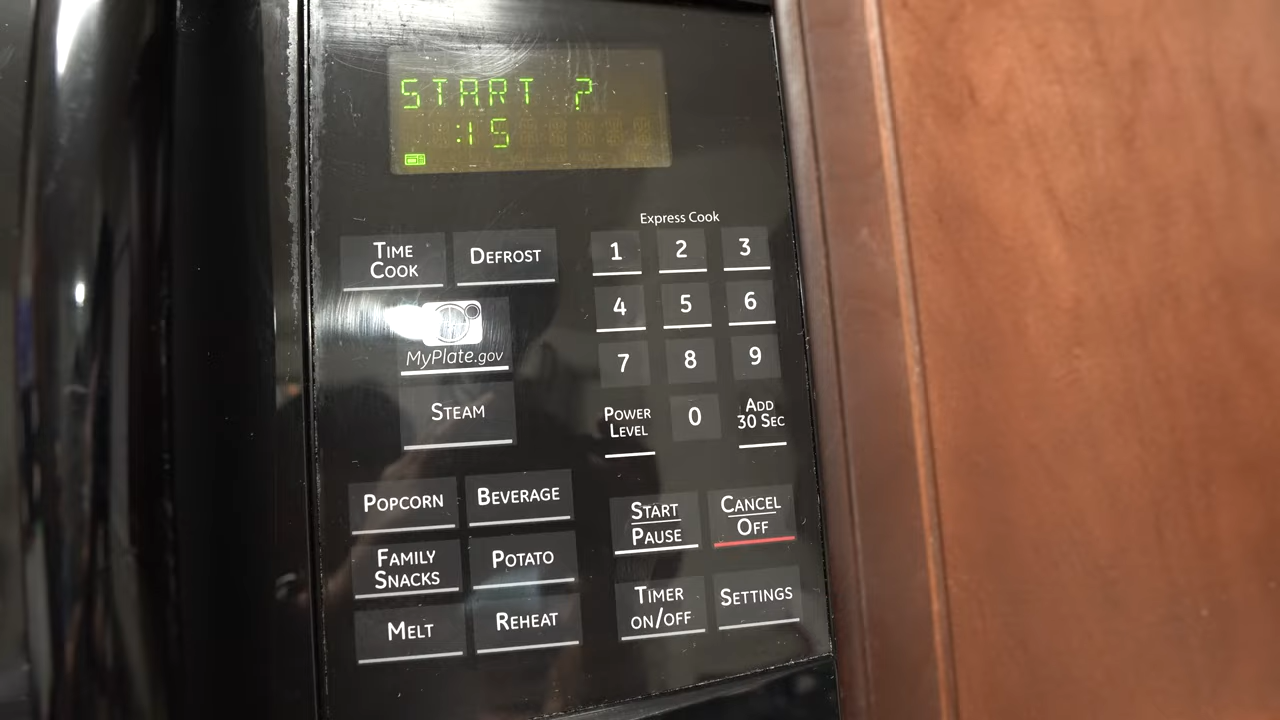 START ?
:15
Express Cook
TIME
COOK
DEFROST
1
2
3
4
5
6
MyPlate.gov
7
8
9
STEAM
POWER
LEVEL
0
ADD
30 SEC
POPCORN
BEVERAGE
START
PAUSE
CANCEL
OFF
FAMILY
SNACKS
POTATO
MELT
REHEAT
TIMER
ON/OFF
SETTINGS